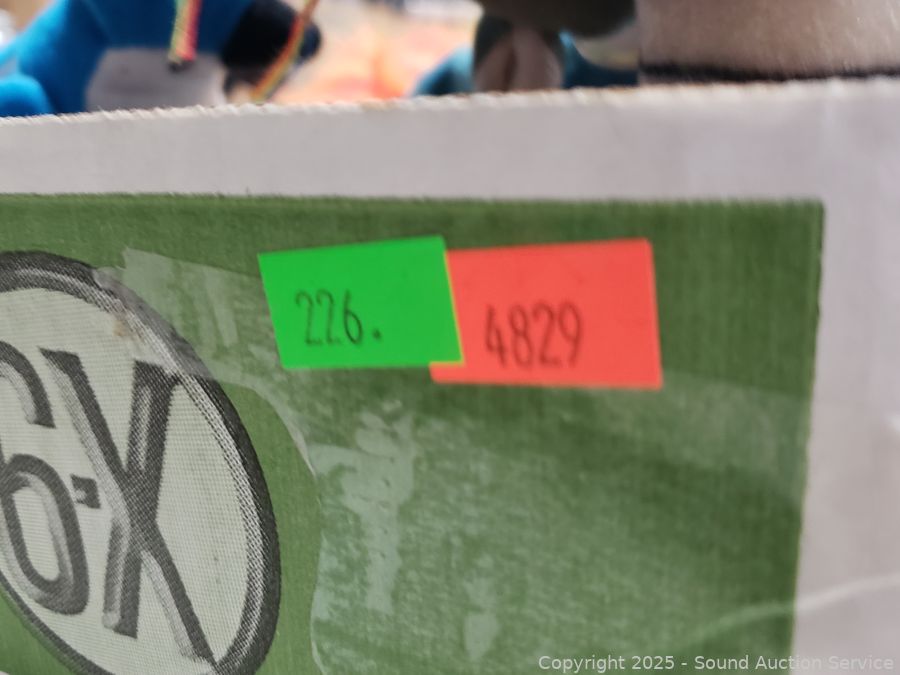 226.
4829
6-X
Copyright © 2025 - Sound Auction Service